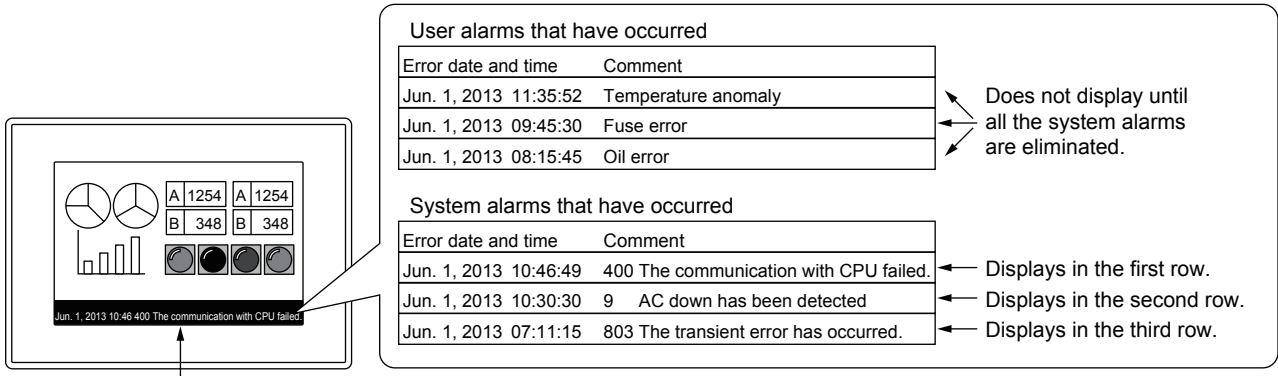 User alarms that have occurred
Error date and time Comment
Jun. 1, 2013 11:35:52 Temperature anomaly
Jun. 1, 2013 09:45:30 Fuse error
Jun. 1, 2013 08:15:45 Oil error
Does not display until
all the system alarms
are eliminated.
System alarms that have occurred
Error date and time Comment
Jun. 1, 2013 10:46:49 400 The communication with CPU failed.
Displays in the first row.
Jun. 1, 2013 10:30:30 9 AC down has been detected
Displays in the second row.
Jun. 1, 2013 07:11:15 803 The transient error has occurred.
Displays in the third row.
A 1254 A 1254
B 348 B 348
Jun. 1, 2013 10:46 400 The communication with CPU failed.